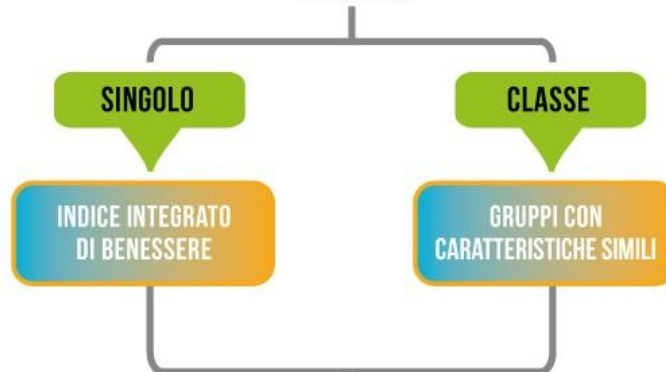 SINGOLO
CLASSE
INDICE INTEGRATO
DI BENESSERE
GRUPPI CON
CARATTERISTICHE SIMILI